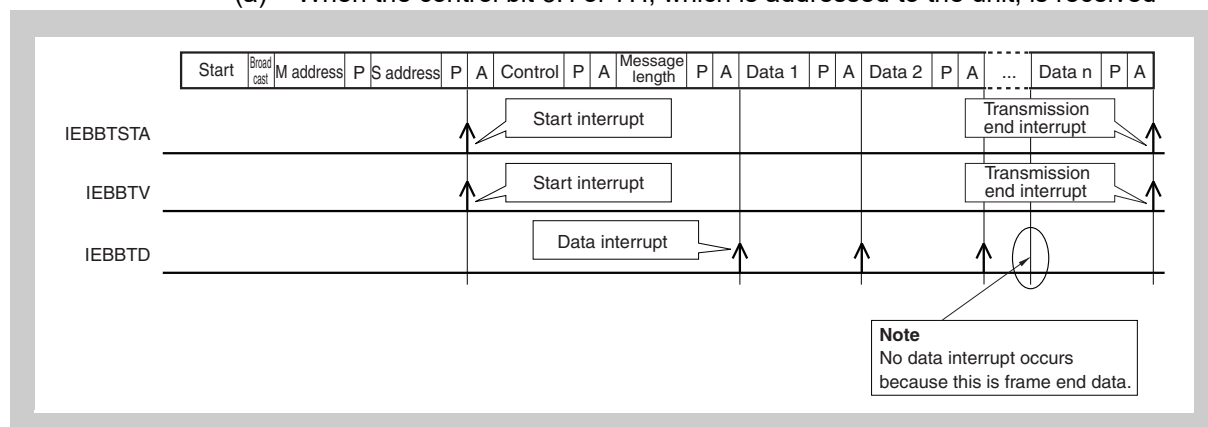 (a) When the control bit 3H or 7H, which is addressed to the unit, is received
Start Broad cast M address P S address P A Control P A Message length P A Data 1 P A Data 2 P A ... Data n P A
IEBBTSTA
Start interrupt
Transmission
end interrupt
IEBBTV
Start interrupt
Transmission
end interrupt
IEBBTD
Data interrupt
Note
No data interrupt occurs
because this is frame end data.